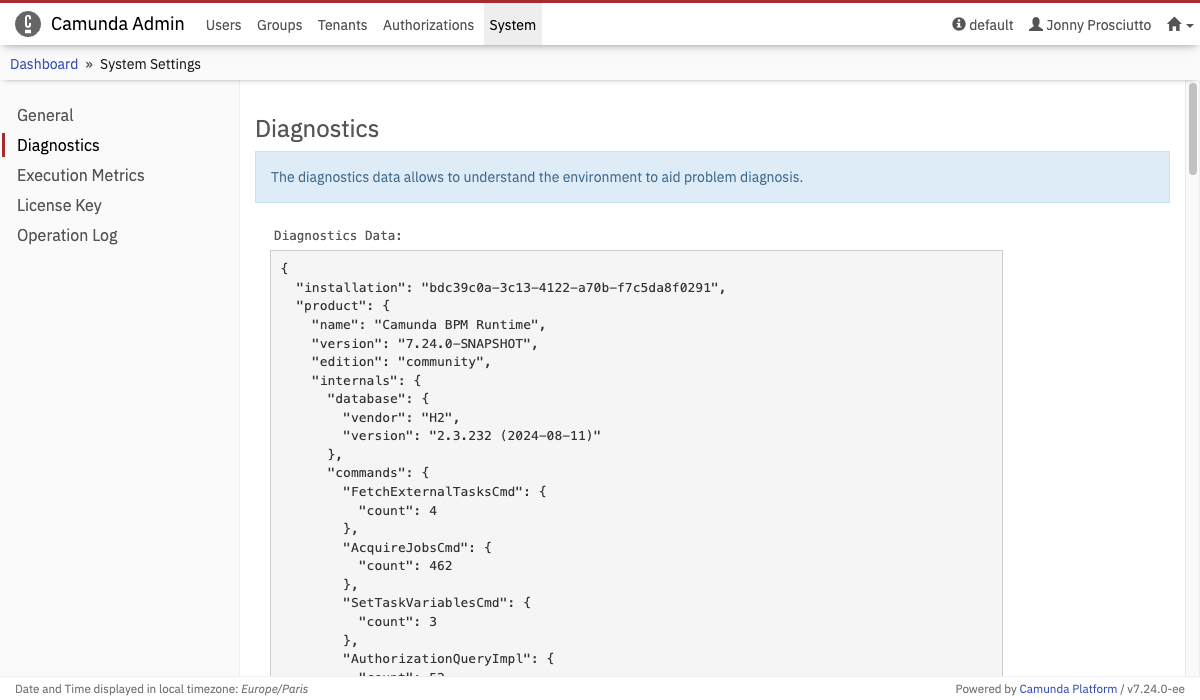 Camunda Admin Users Groups Tenants Authorizations System default Jonny Prosciutto
Dashboard » System Settings
General
Diagnostics
Execution Metrics
License Key
Operation Log
Diagnostics
The diagnostics data allows to understand the environment to aid problem diagnosis.
Diagnostics Data:
{
  "installation": "bdc39c0a-3c13-4122-a70b-f7c5da8f0291",
  "product": {
    "name": "Camunda BPM Runtime",
    "version": "7.24.0-SNAPSHOT",
    "edition": "community",
    "internals": {
      "database": {
        "vendor": "H2",
        "version": "2.3.232 (2024-08-11)"
      },
      "commands": {
        "FetchExternalTasksCmd": {
          "count": 4
        },
        "AcquireJobsCmd": {
          "count": 462
        },
        "SetTaskVariablesCmd": {
          "count": 3
        },
        "AuthorizationQueryImpl": {
Date and Time displayed in local timezone: Europe/Paris
Powered by Camunda Platform / v7.24.0-ee